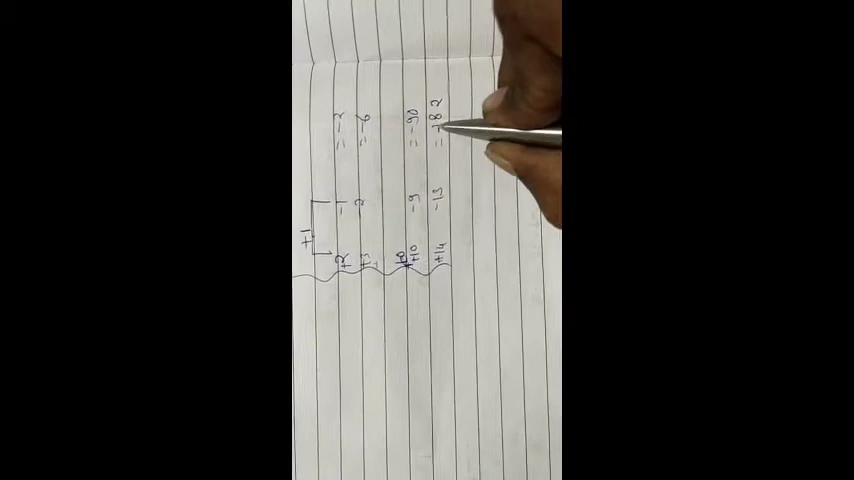 +1
+2 -1 = -2
+3 -2 = -6
+10 -9 = -90
+14 -13 = -182